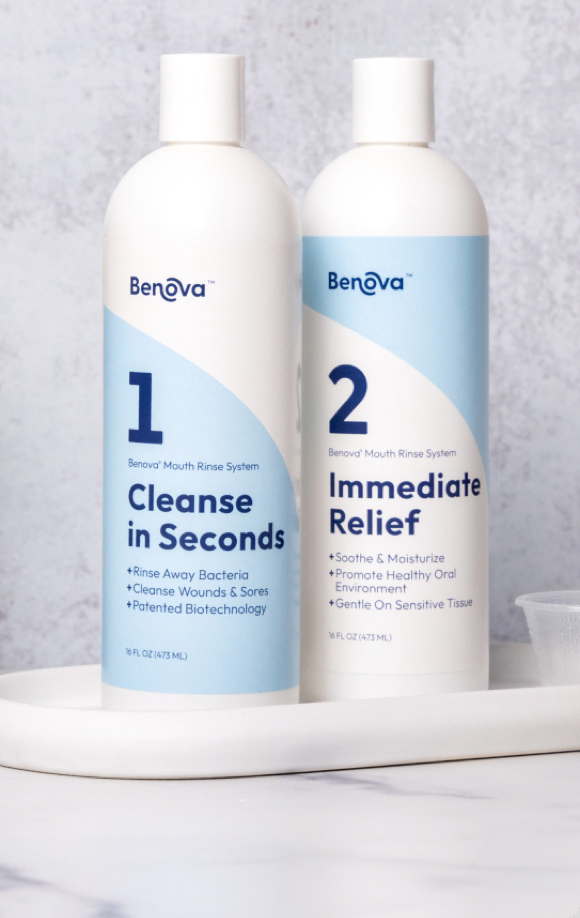 Benova™
1
Benova® Mouth Rinse System
Cleanse
in Seconds
+Rinse Away Bacteria
+Cleanse Wounds & Sores
+Patented Biotechnology
16 FL OZ (473 ML)
Benova™
2
Benova® Mouth Rinse System
Immediate
Relief
+Soothe & Moisturize
+Promote Healthy Oral
Environment
+Gentle On Sensitive Tissue
16 FL OZ (473 ML)